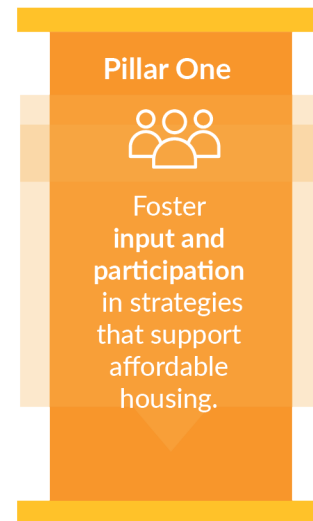 Pillar One
Foster
input and
participation
in strategies
that support
affordable
housing.